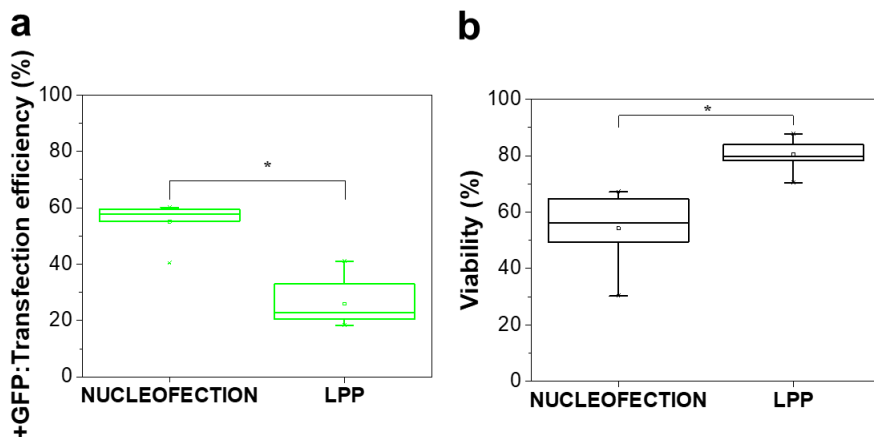 a
+GFP:Transfection efficiency (%)
100
80
60
40
20
0
*
NUCLEOFECTION LPP
b
Viability (%)
100
80
60
40
20
0
*
NUCLEOFECTION LPP